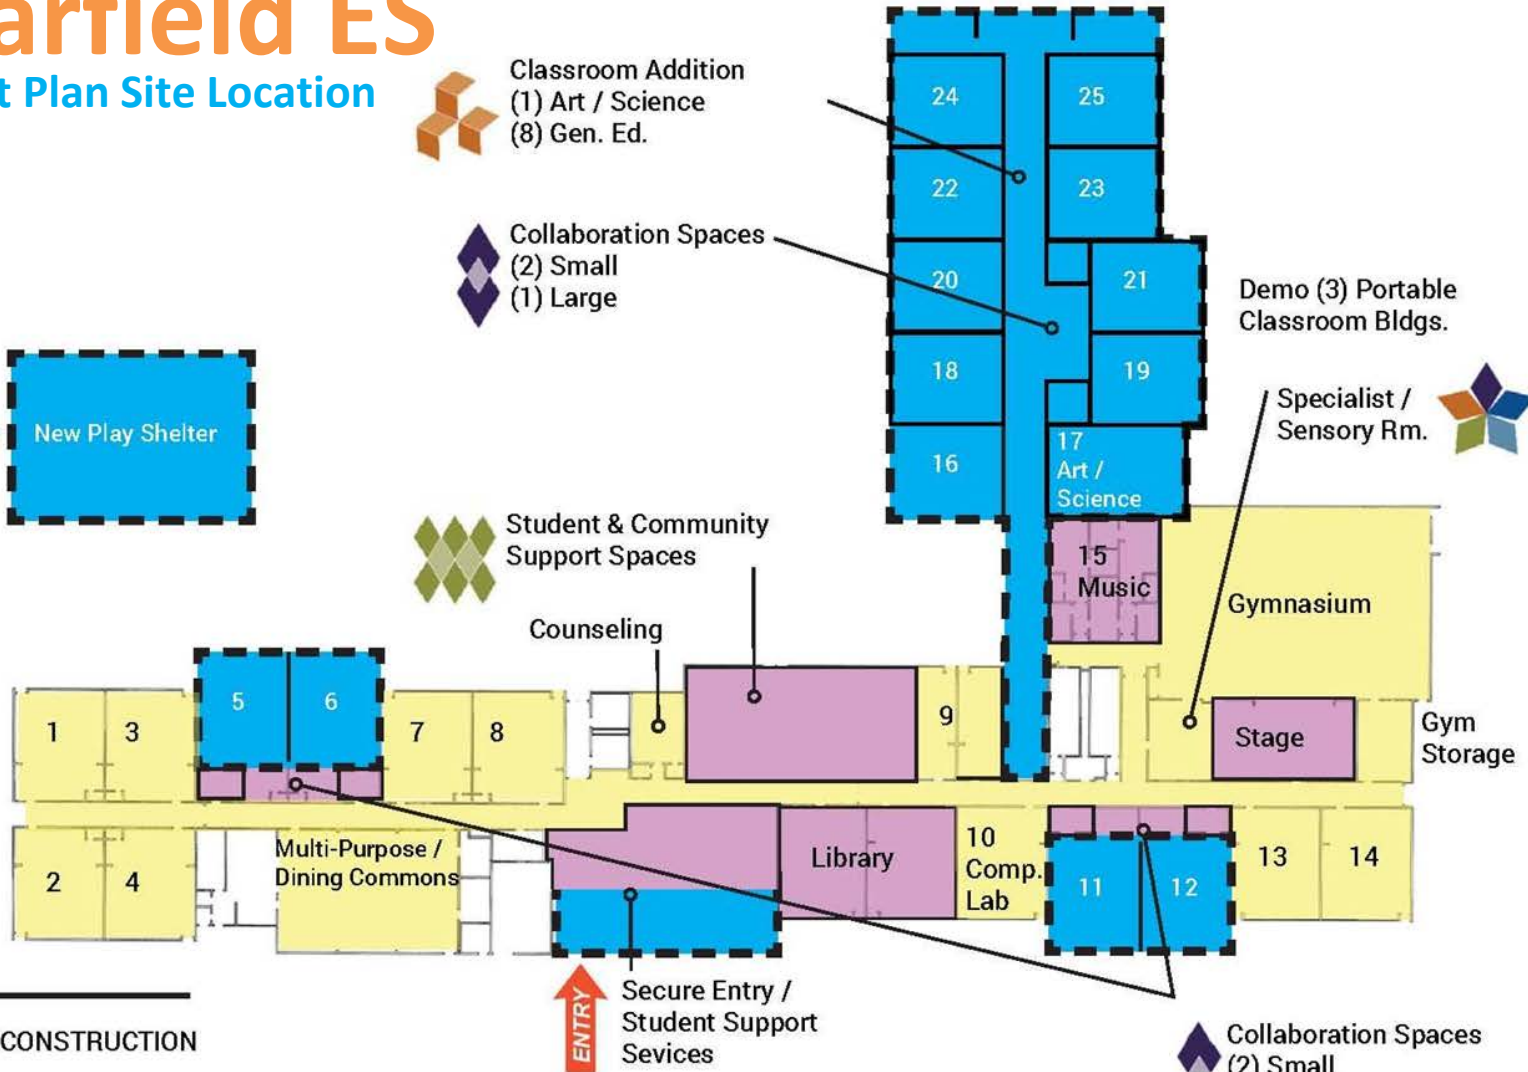 arfield ES
t Plan Site Location
Classroom Addition
(1) Art / Science
(8) Gen. Ed.
24
25
22
23
Collaboration Spaces
(2) Small
(1) Large
20
21
Demo (3) Portable
Classroom Bldgs.
18
19
Specialist /
Sensory Rm.
New Play Shelter
16
17
Art /
Science
Student & Community
Support Spaces
15
Music
Gymnasium
Counseling
5
6
1
3
7
8
9
Stage
Gym
Storage
Multi-Purpose /
Dining Commons
2
4
Library
10
Comp.
Lab
11
12
13
14
ENTRY
Secure Entry /
Student Support
Sevices
CONSTRUCTION
Collaboration Spaces
(2) Small